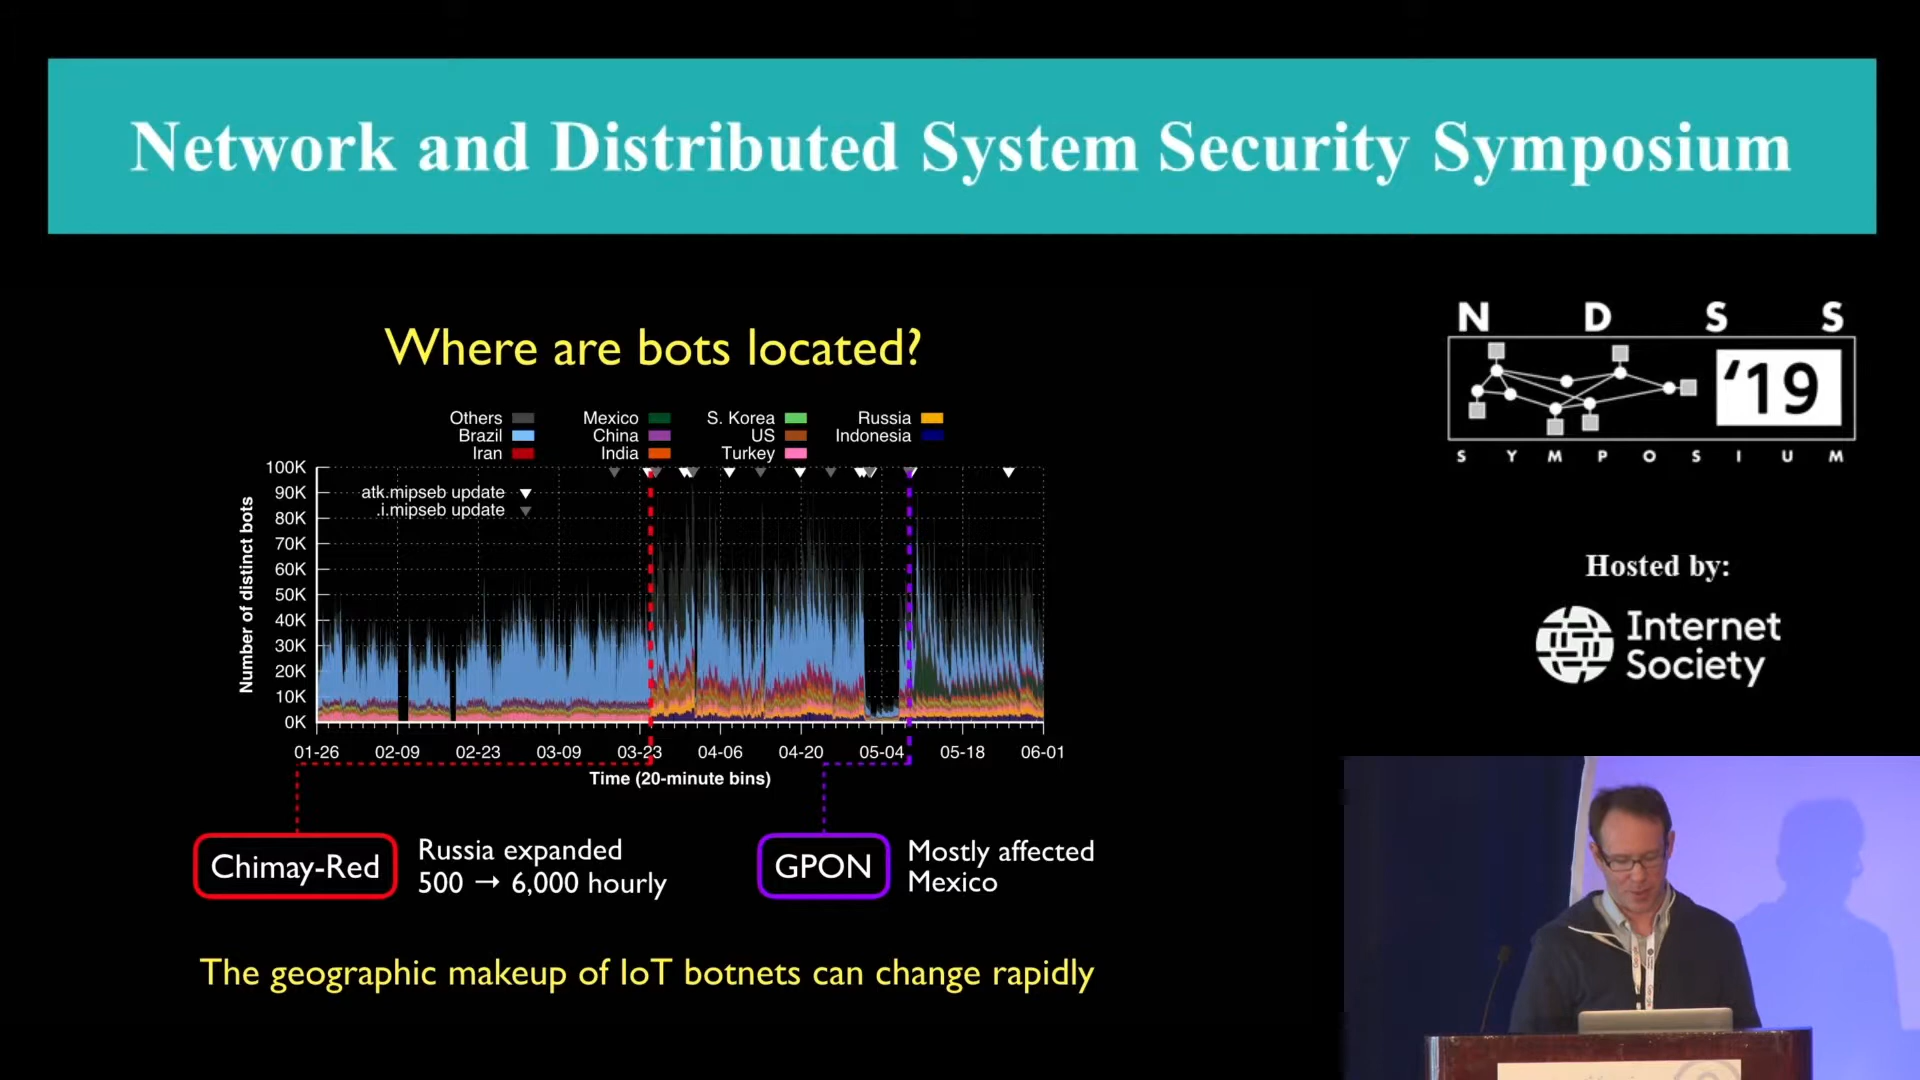 Network and Distributed System Security Symposium
N D S S
'19
S Y M P O S I U M
Where are bots located?
Others
Mexico
S. Korea
Russia
Brazil
China
US
Indonesia
Iran
India
Turkey
atk.mipseb update
.i.mipseb update
Number of distinct bots
100K
90K
80K
70K
60K
50K
40K
30K
20K
10K
0K
01-26 02-09 02-23 03-09 03-23 04-06 04-20 05-04 05-18 06-01
Time (20-minute bins)
Chimay-Red
Russia expanded
500 → 6,000 hourly
GPON
Mostly affected
Mexico
The geographic makeup of IoT botnets can change rapidly
Hosted by:
Internet
Society